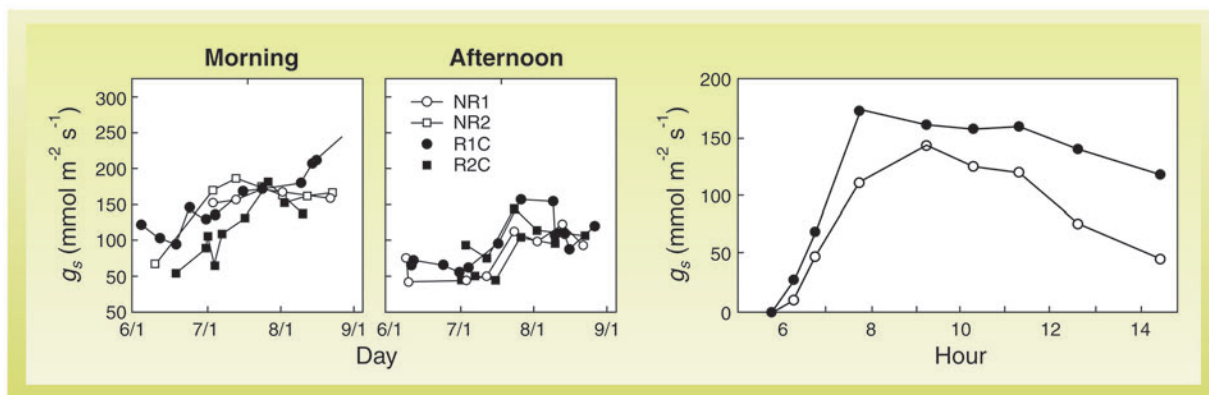 Morning
Afternoon
g_s (mmol m⁻² s⁻¹)
300
250
200
150
100
50
50
6/1 7/1 8/1 9/1
NR1
NR2
R1C
R2C
6/1 7/1 8/1 9/1
Day
g_s (mmol m⁻² s⁻¹)
200
150
100
50
0
6 8 10 12 14
Hour